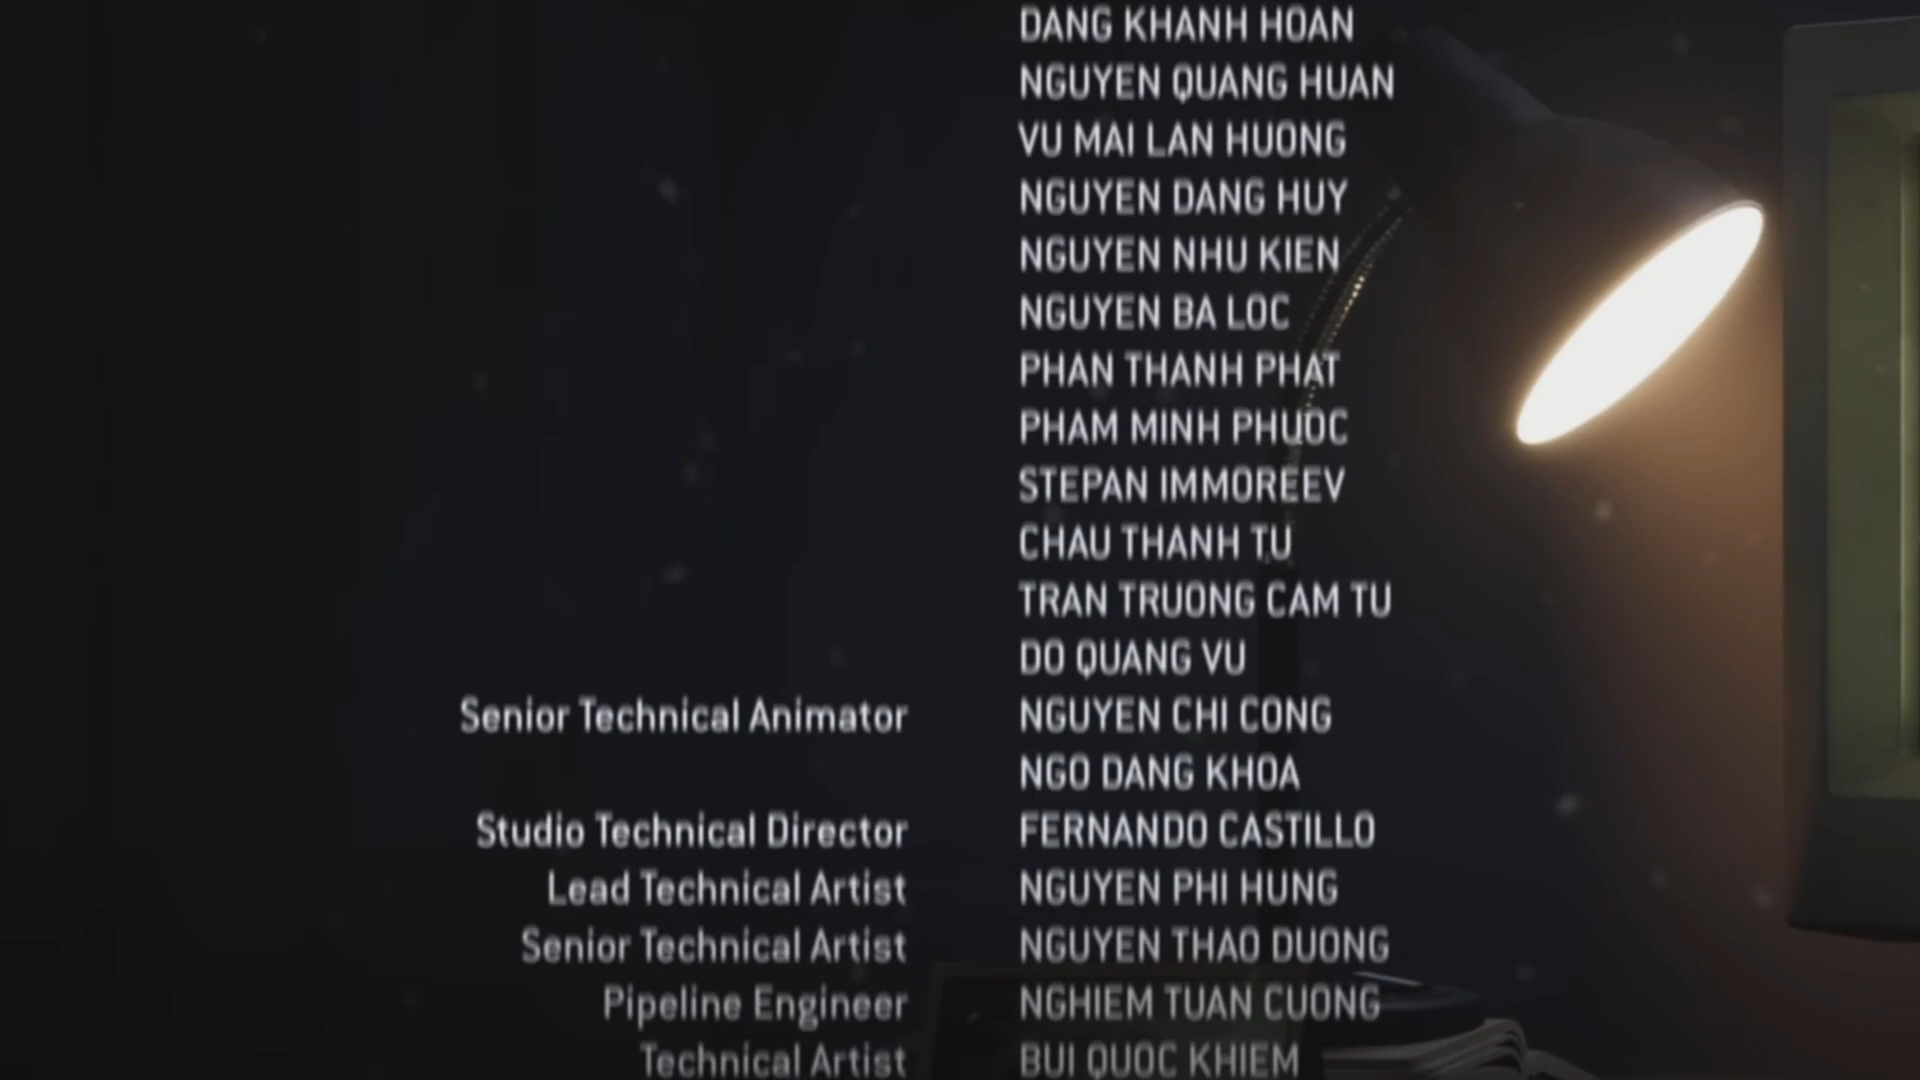 DANG KHANH HOAN
NGUYEN QUANG HUAN
VU MAI LAN HUONG
NGUYEN DANG HUY
NGUYEN NHU KIEN
NGUYEN BA LOC
PHAN THANH PHAT
PHAM MINH PHUOC
STEPAN IMMOREEV
CHAU THANH TU
TRAN TRUONG CAM TU
DO QUANG VU
Senior Technical Animator NGUYEN CHI CONG
NGO DANG KHOA
Studio Technical Director FERNANDO CASTILLO
Lead Technical Artist NGUYEN PHI HUNG
Senior Technical Artist NGUYEN THAO DUONG
Pipeline Engineer NGHIEM TUAN CUONG
Technical Artist BUI QUOC KHIEM